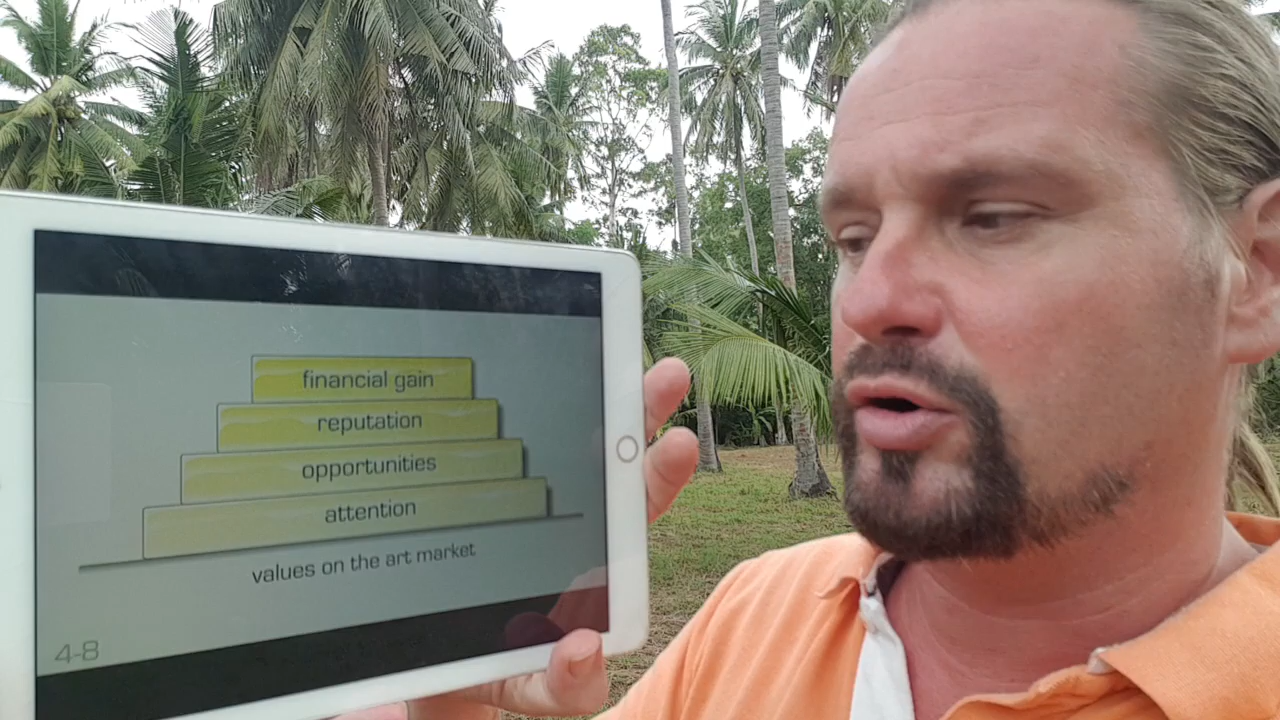 financial gain
reputation
opportunities
attention
values on the art market
4-8